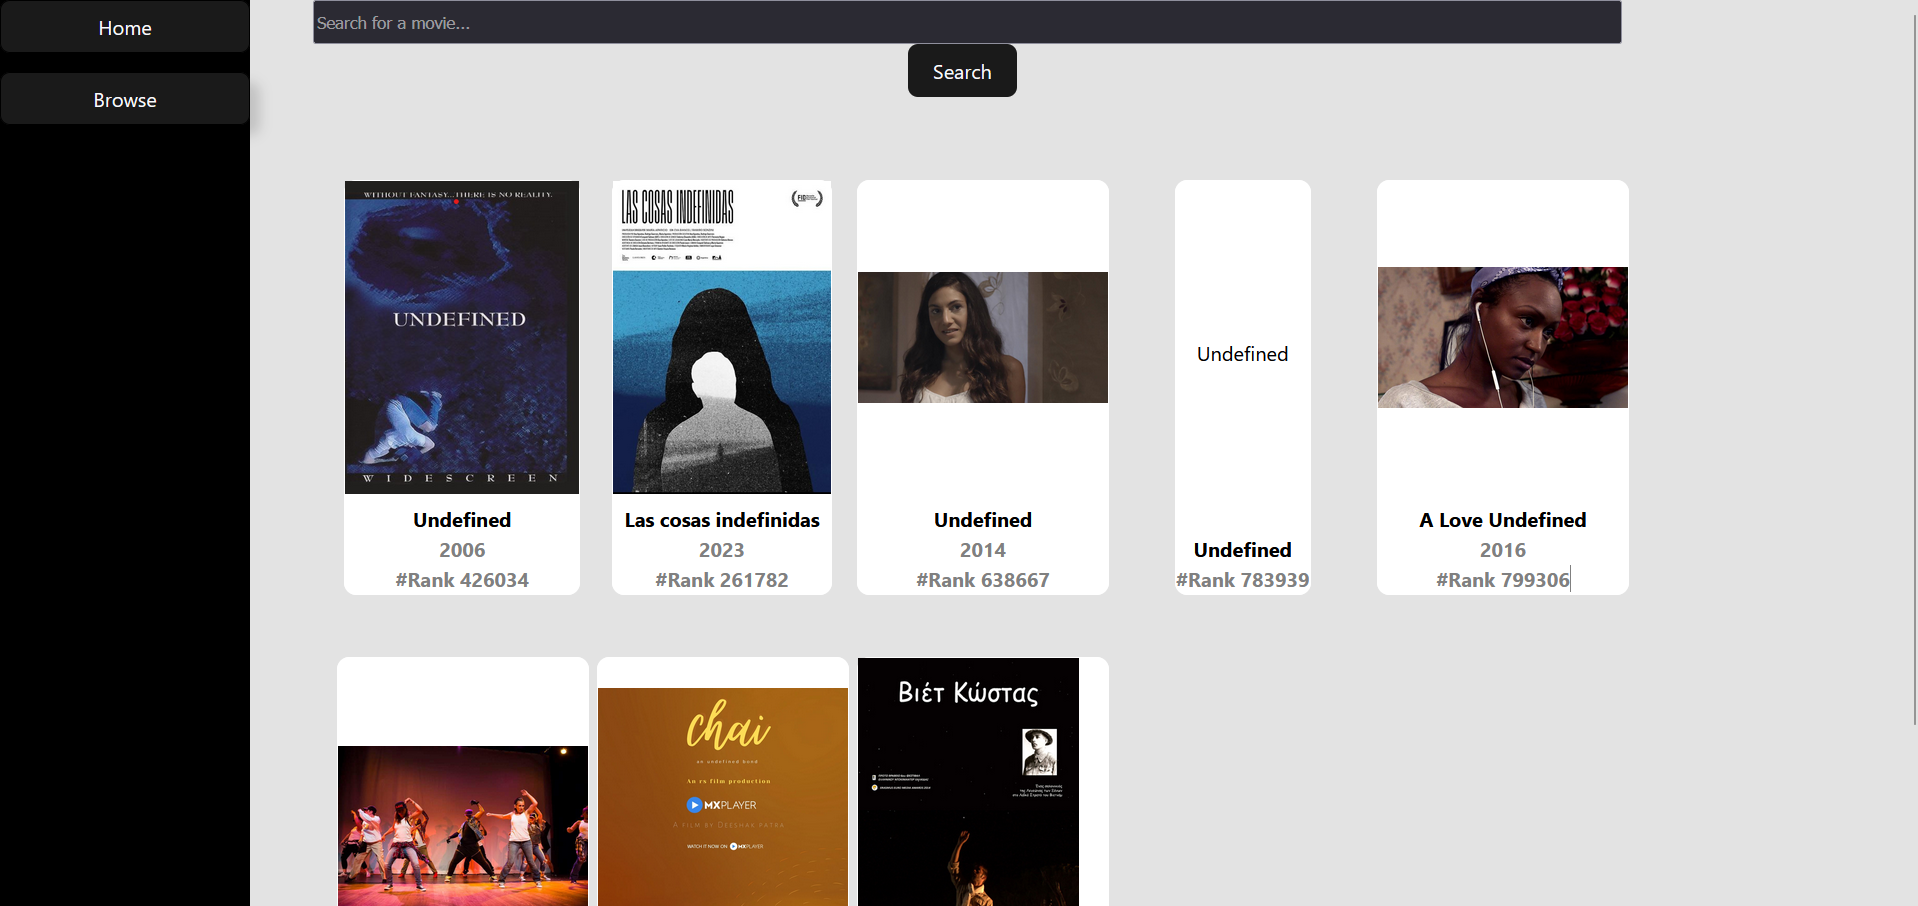 Home
Search for a movie...
Search
Browse
WITHOUT FANTASY...THERE IS NO REALITY.
UNDEFINED
WIDESCREEN
Undefined
2006
#Rank 426034
LAS COSAS INDEFINIDAS
FIC
Las cosas indefinidas
2023
#Rank 261782
Undefined
2014
#Rank 638667
Undefined
Undefined
#Rank 783939
A Love Undefined
2016
#Rank 799306
chai
an undefined bond
An rs film production
MXPLAYER
A FILM BY DEESHAK PATRA
WATCH IT NOW ON MXPLAYER
Βιέτ Κώστας